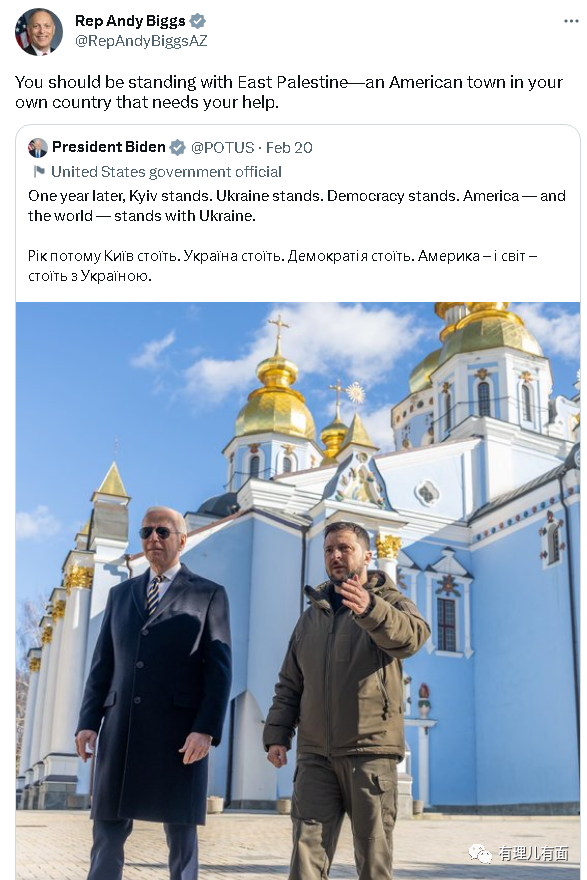 Rep Andy Biggs
@RepAndyBiggsAZ
You should be standing with East Palestine—an American town in your
own country that needs your help.
President Biden @POTUS · Feb 20
United States government official
One year later, Kyiv stands. Ukraine stands. Democracy stands. America — and
the world — stands with Ukraine.
Рік потому Київ стоїть. Україна стоїть. Демократія стоїть. Америка – і світ –
стоїть з Україною.
有理儿有面